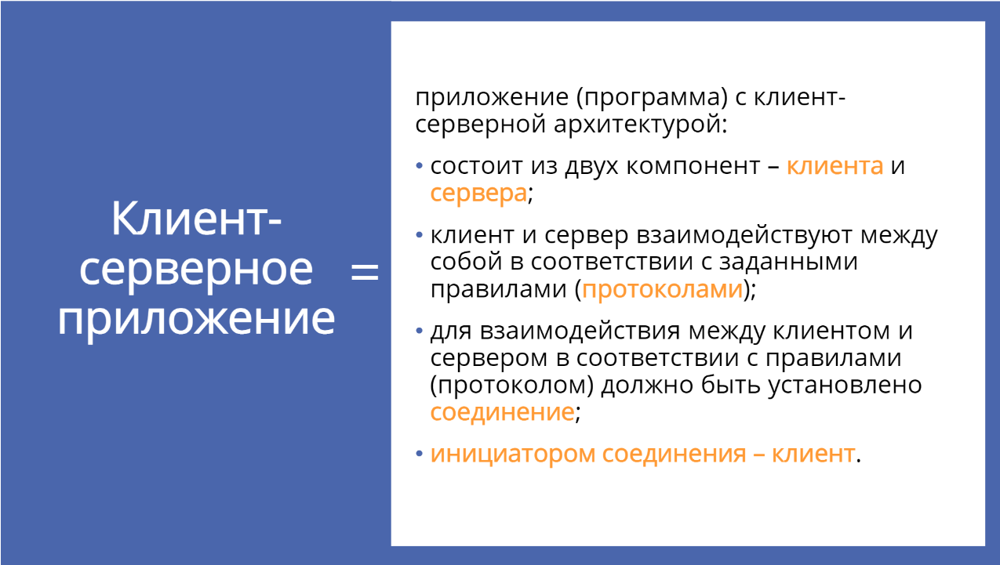 Клиент-
серверное
приложение
=
приложение (программа) с клиент-
серверной архитектурой:
• состоит из двух компонент – клиента и
сервера;
• клиент и сервер взаимодействуют между
собой в соответствии с заданными
правилами (протоколами);
• для взаимодействия между клиентом и
сервером в соответствии с правилами
(протоколом) должно быть установлено
соединение;
• инициатором соединения – клиент.